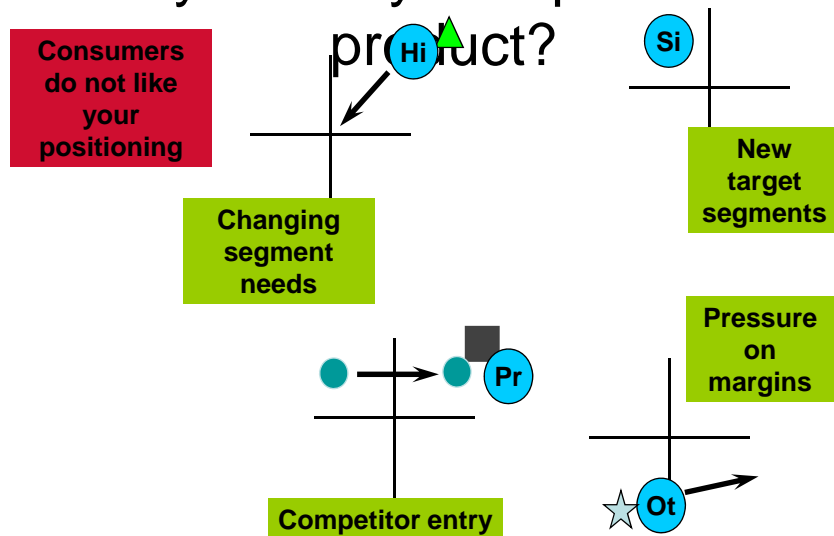 product?
Hi
Si
Consumers
do not like
your
positioning
New
target
segments
Changing
segment
needs
Pressure
on
margins
Pr
Ot
Competitor entry